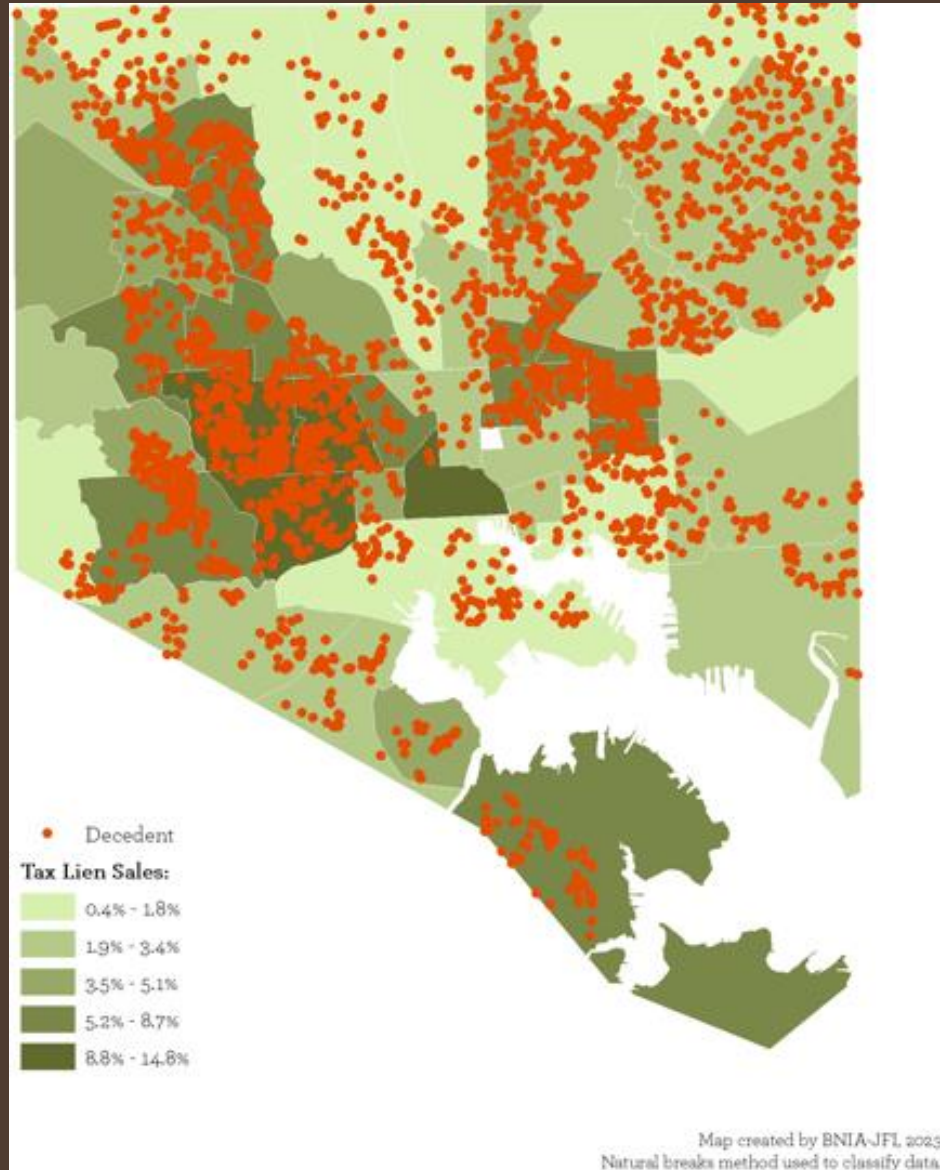 Decedent
Tax Lien Sales:
0.4% - 1.8%
1.9% - 3.4%
3.5% - 5.1%
5.2% - 8.7%
8.8% - 14.8%
Map created by BNIA-JFI, 2023
Natural breaks method used to classify data.